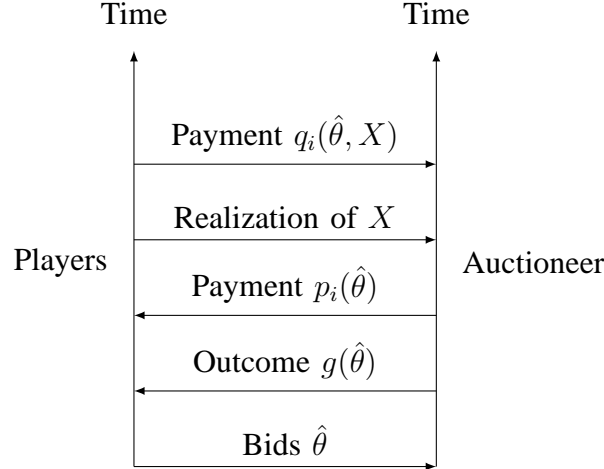 Time Time
Payment $q_i(\hat{\theta}, X)$
Realization of $X$
Players
Auctioneer
Payment $p_i(\hat{\theta})$
Outcome $g(\hat{\theta})$
Bids $\hat{\theta}$